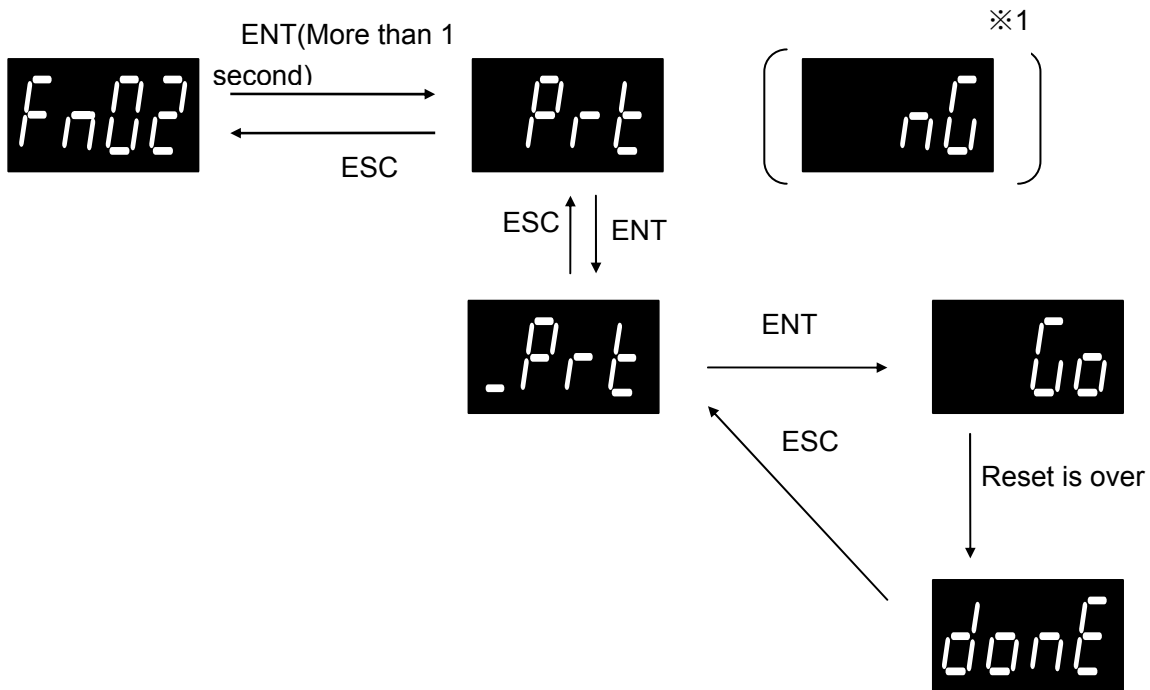 ※1
ENT(More than 1
second)
Fn02
Prt
nG
ESC
ESC
ENT
_Prt
ENT
Go
ESC
Reset is over
donE